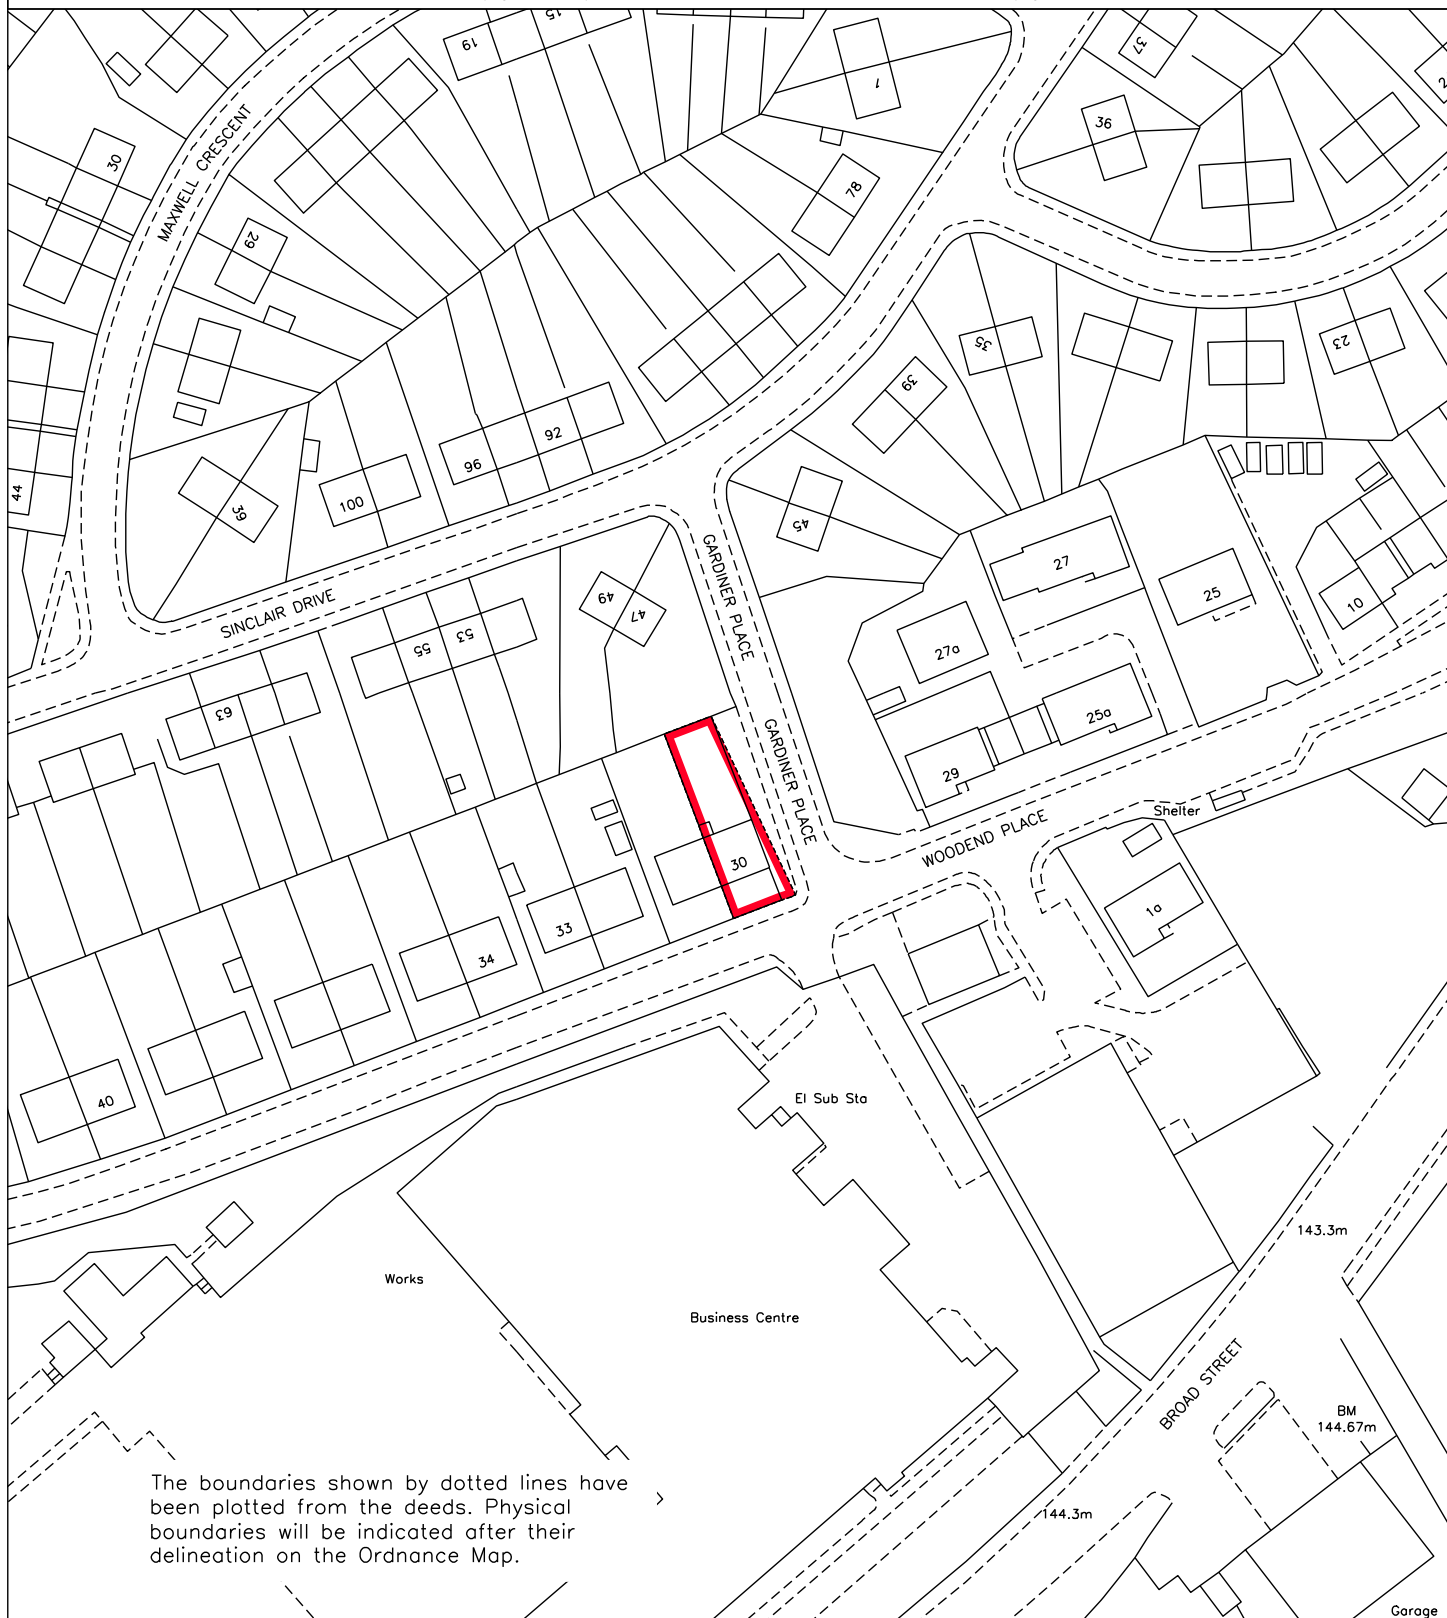 19
15
37
1
36
30
MAXWELL CRESCENT
78
29
35
23
39
44
96
92
100
39
45
27
25
10
GARDINER PLACE
SINCLAIR DRIVE
49
47
27a
55
53
63
25a
GARDINER PLACE
29
Shelter
WOODEND PLACE
30
1a
33
34
40
El Sub Sta
143.3m
Works
Business Centre
BROAD STREET
BM
144.67m
The boundaries shown by dotted lines have
been plotted from the deeds. Physical
boundaries will be indicated after their
delineation on the Ordnance Map.
144.3m
Garage